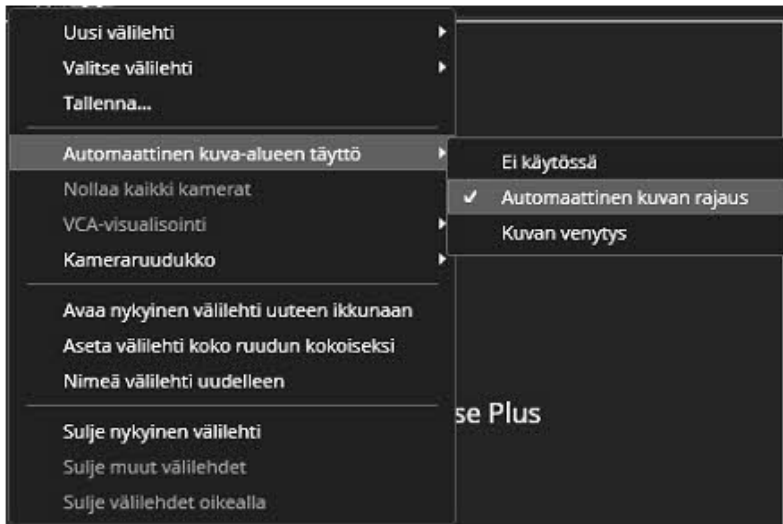 Uusi välilehti
Valitse välilehti
Tallenna...
Automaattinen kuva-alueen täyttö
Nollaa kaikki kamerat
VCA-visualisointi
Kameraruudukko
Avaa nykyinen välilehti uuteen ikkunaan
Aseta välilehti koko ruudun kokoiseksi
Nimeä välilehti uudelleen
Sulje nykyinen välilehti
Sulje muut välilehdet
Sulje välilehdet oikealla
Ei käytössä
Automaattinen kuvan rajaus
Kuvan venytys
se Plus